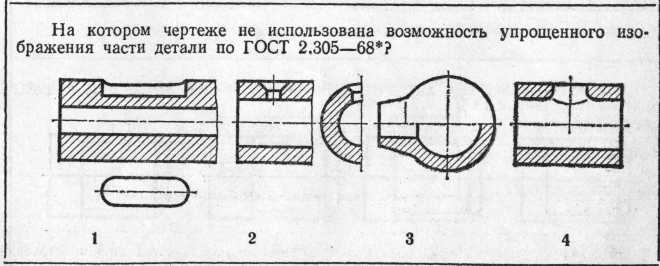 На котором чертеже не использована возможность упрощенного изо-
бражения части детали по ГОСТ 2.305—68*?
1 2 3 4